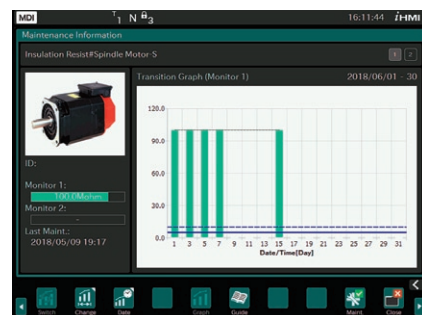 MDI T1 N 3 16:11:44 iHMI
Maintenance Information
Insulation Resist#Spindle Motor-S 1 2
Transition Graph (Monitor 1) 2018/06/01 - 30
120.0
90.0
60.0
30.0
0.0
1 3 5 7 9 11 13 15 17 19 21 23 25 27 29 31
Date/Time[Day]
ID:
Monitor 1:
100.0Mohm
Monitor 2:
-
Last Maint.:
2018/05/09 19:17
Switch Change Date Graph Guide Maint. Close